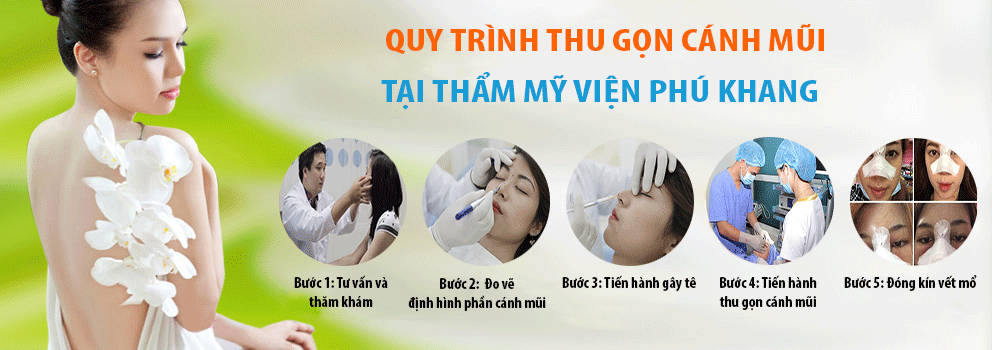 QUY TRÌNH THU GỌN CÁNH MŨI
TẠI THẨM MỸ VIỆN PHÚ KHANG
Bước 1: Tư vấn và
thăm khám
Bước 2: Đo vẽ
định hình phần cánh mũi
Bước 3: Tiến hành gây tê
Bước 4: Tiến hành
thu gọn cánh mũi
Bước 5: Đóng kín vết mổ